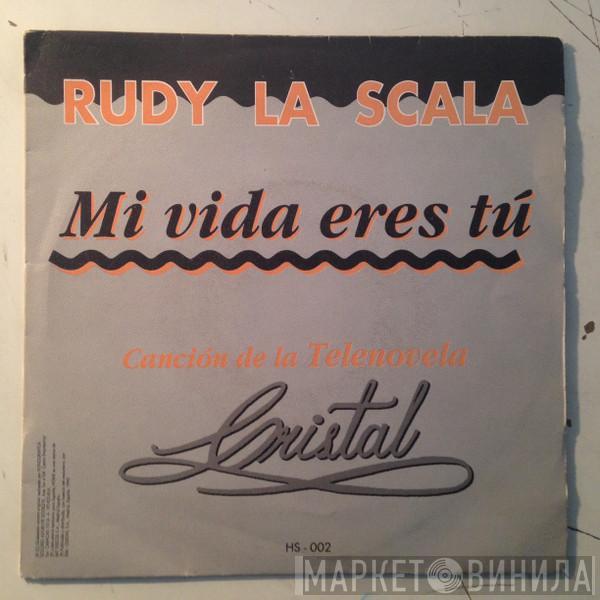 RUDY LA SCALA
Mi vida eres tú
Canción de la Telenovela
Cristal
HS - 002
МАРКЕТ ВИНИЛА